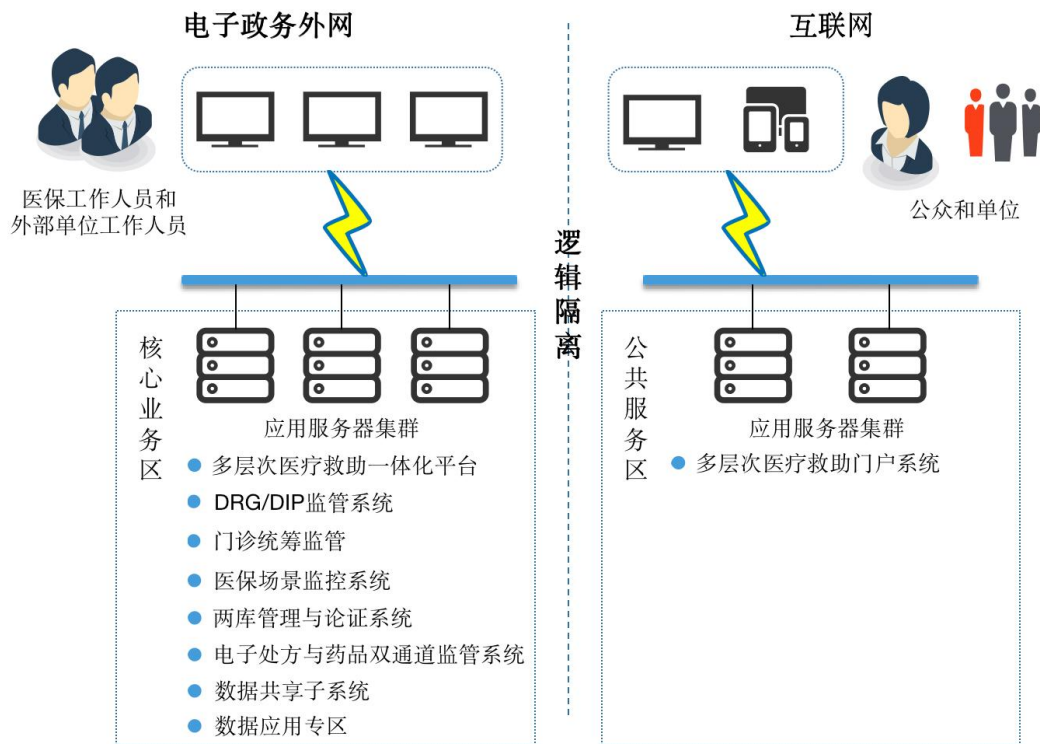 电子政务外网
互联网
医保工作人员和
外部单位工作人员
公众和单位
逻辑隔离
核心业务区
应用服务器集群
多层次医疗救助一体化平台
DRG/DIP监管系统
门诊统筹监管
医保场景监控系统
两库管理与论证系统
电子处方与药品双通道监管系统
数据共享子系统
数据应用专区
公共服务区
应用服务器集群
多层次医疗救助门户系统